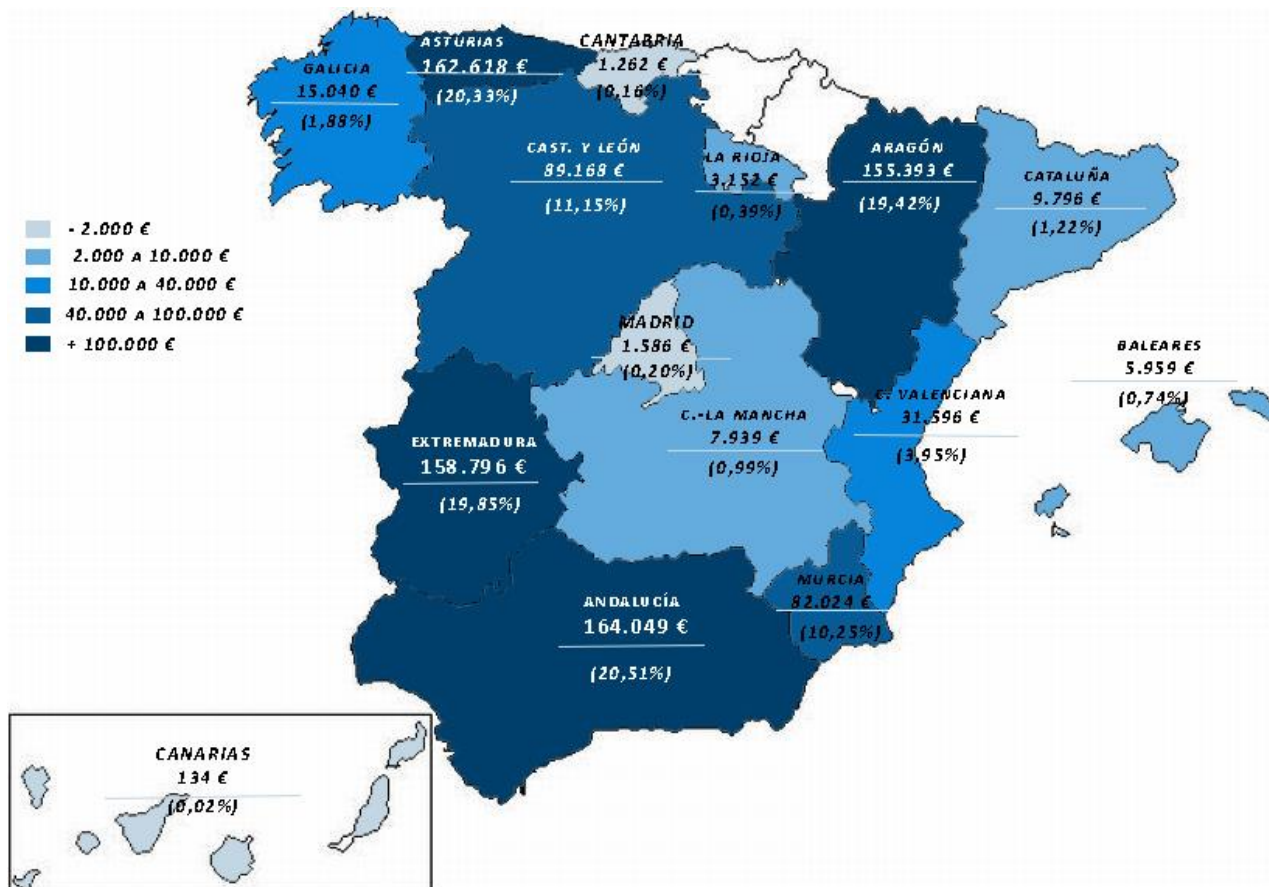 ASTURIAS
162.618 €
(20,33%)
CANTABRIA
1.262 €
(0,16%)
GALICIA
15.040 €
(1,88%)
CAST. Y LEÓN
89.168 €
(11,15%)
LA RIOJA
3.152 €
(0,39%)
ARAGÓN
155.393 €
(19,42%)
CATALUÑA
9.796 €
(1,22%)
- 2.000 €
2.000 A 10.000 €
10.000 A 40.000 €
40.000 A 100.000 €
+ 100.000 €
MADRID
1.586 €
(0,20%)
BALEARES
5.959 €
(0,74%)
C. VALENCIANA
31.596 €
(3,95%)
C.-LA MANCHA
7.939 €
(0,99%)
EXTREMADURA
158.796 €
(19,85%)
MURCIA
82.024 €
(10,25%)
ANDALUCÍA
164.049 €
(20,51%)
CANARIAS
134 €
(0,02%)